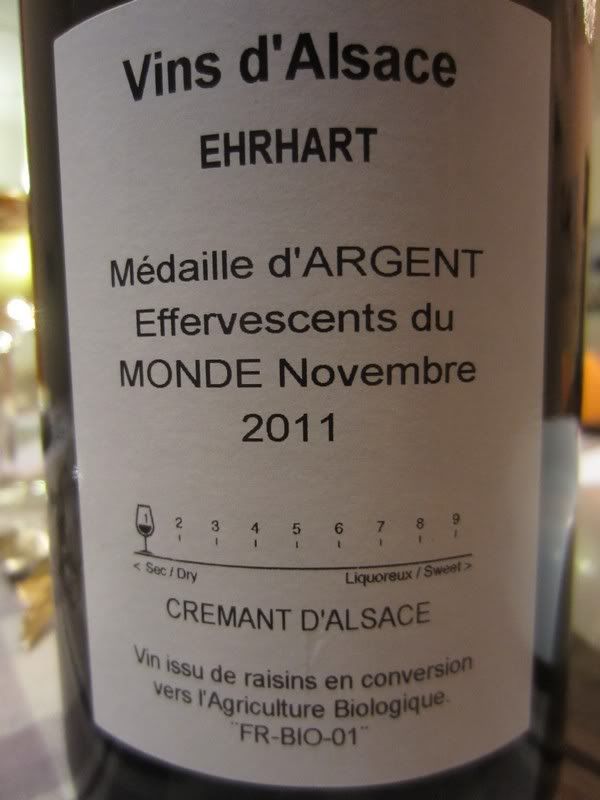 Vins d'Alsace
EHRHART
Médaille d'ARGENT
Effervescents du
MONDE Novembre
2011
1 2 3 4 5 6 7 8 9
< Sec / Dry Liquoreux / Sweet >
CREMANT D'ALSACE
Vin issu de raisins en conversion
vers l'Agriculture Biologique.
¨FR-BIO-01¨